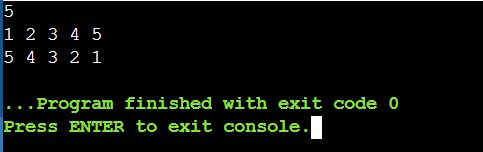 5
1 2 3 4 5
5 4 3 2 1
...Program finished with exit code 0
Press ENTER to exit console.